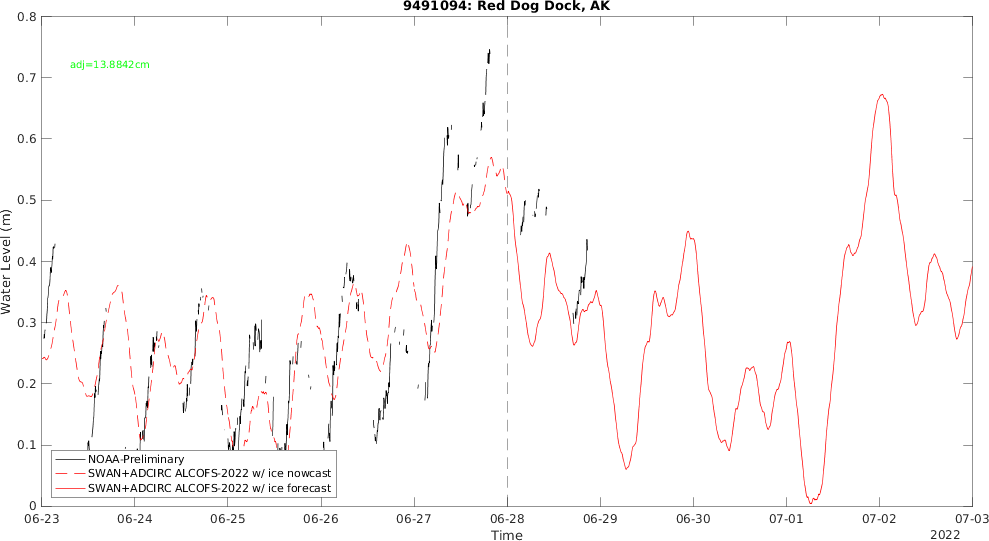 9491094: Red Dog Dock, AK
adj=13.8842cm
Water Level (m)
0.8
0.7
0.6
0.5
0.4
0.3
0.2
0.1
0
NOAA-Preliminary
SWAN+ADCIRC ALCOFS-2022 w/ ice nowcast
SWAN+ADCIRC ALCOFS-2022 w/ ice forecast
06-23 06-24 06-25 06-26 06-27 06-28 06-29 06-30 07-01 07-02 07-03
Time
2022